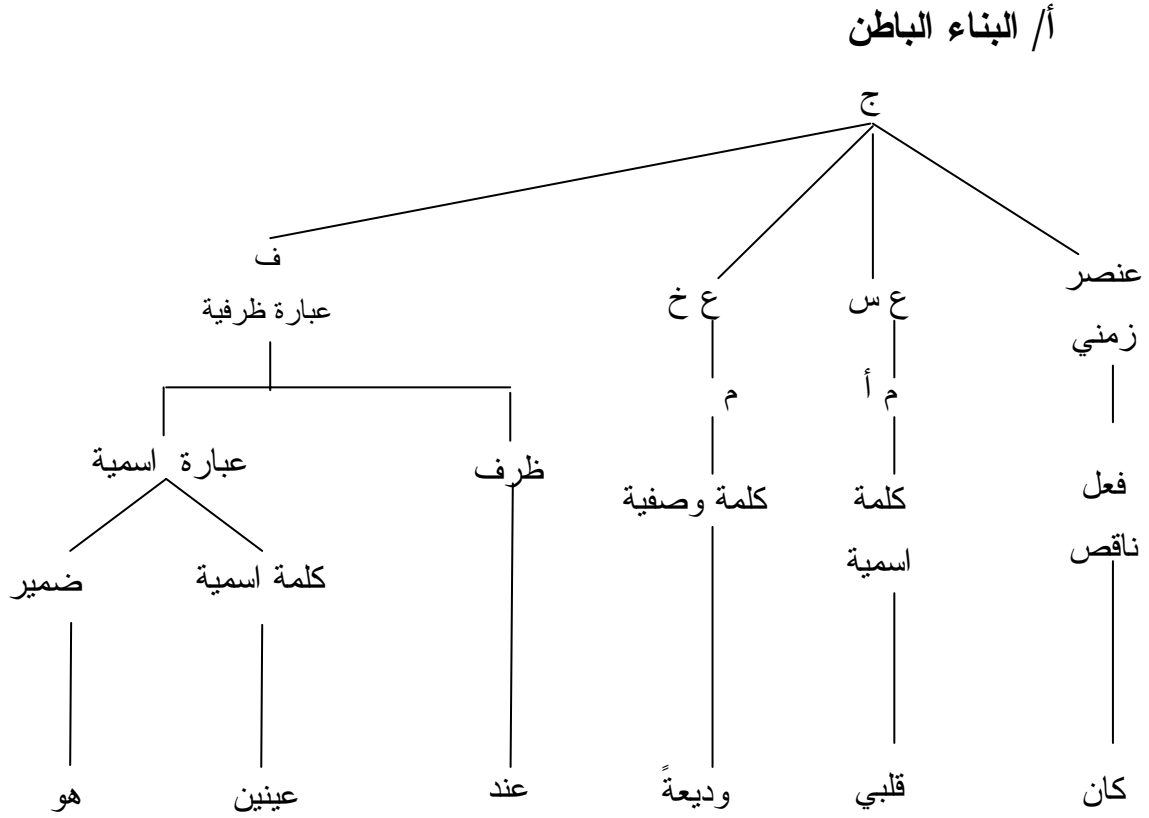 أ/ البناء الباطن
ج
عنصر
زمني
ع س
ع خ
ف
عبارة ظرفية
م أ
م
فعل
ناقص
كلمة
اسمية
كلمة وصفية
ظرف
عبارة اسمية
كلمة اسمية
ضمير
كان
قلبي
وديعةً
عند
عينين
هو